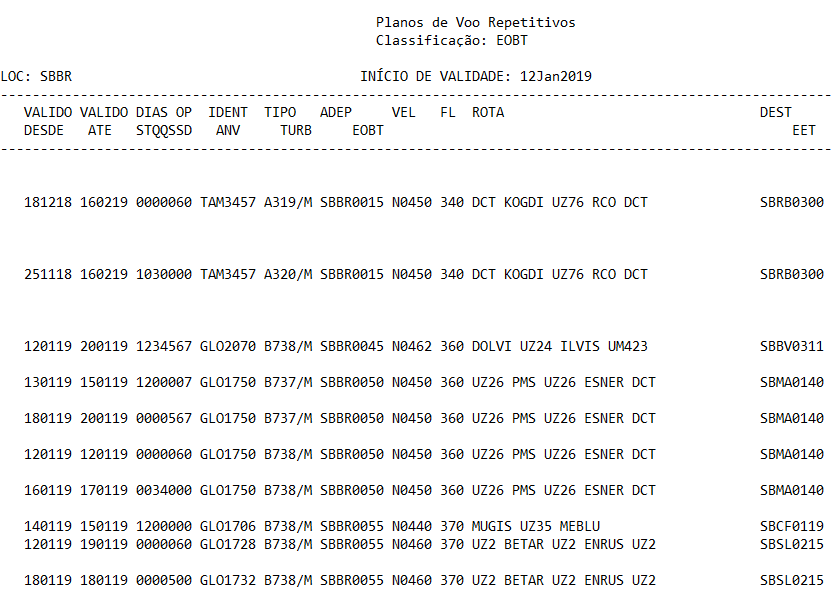 Planos de Voo Repetitivos
Classificação: EOBT
LOC: SBBR INÍCIO DE VALIDADE: 12Jan2019
VALIDO VALIDO DIAS OP IDENT TIPO ADEP VEL FL ROTA DEST
DESDE ATE STQQSSD ANV TURB EOBT EET
181218 160219 0000060 TAM3457 A319/M SBBR0015 N0450 340 DCT KOGDI UZ76 RCO DCT SBRB0300
251118 160219 1030000 TAM3457 A320/M SBBR0015 N0450 340 DCT KOGDI UZ76 RCO DCT SBRB0300
120119 200119 1234567 GLO2070 B738/M SBBR0045 N0462 360 DOLVI UZ24 ILVIS UM423 SBBV0311
130119 150119 1200007 GLO1750 B737/M SBBR0050 N0450 360 UZ26 PMS UZ26 ESNER DCT SBMA0140
180119 200119 0000567 GLO1750 B737/M SBBR0050 N0450 360 UZ26 PMS UZ26 ESNER DCT SBMA0140
120119 120119 0000060 GLO1750 B738/M SBBR0050 N0450 360 UZ26 PMS UZ26 ESNER DCT SBMA0140
160119 170119 0034000 GLO1750 B738/M SBBR0050 N0450 360 UZ26 PMS UZ26 ESNER DCT SBMA0140
140119 150119 1200000 GLO1706 B738/M SBBR0055 N0440 370 MUGIS UZ35 MEBLU SBCF0119
120119 190119 0000060 GLO1728 B738/M SBBR0055 N0460 370 UZ2 BETAR UZ2 ENRUS UZ2 SBSL0215
180119 180119 0000500 GLO1732 B738/M SBBR0055 N0460 370 UZ2 BETAR UZ2 ENRUS UZ2 SBSL0215